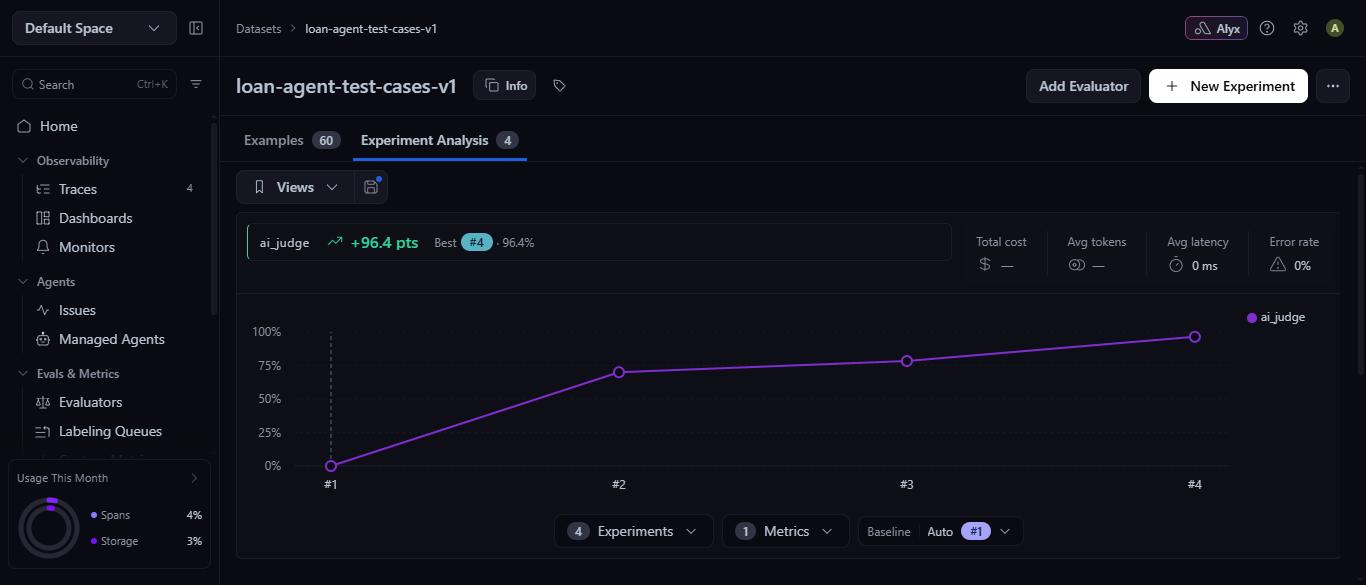 Default Space
Search Ctrl+K
Home
Observability
Traces 4
Dashboards
Monitors
Agents
Issues
Managed Agents
Evals & Metrics
Evaluators
Labeling Queues
Usage This Month
Spans 4%
Storage 3%
Datasets > loan-agent-test-cases-v1
Alyx
A
loan-agent-test-cases-v1
Info
Add Evaluator
+ New Experiment
Examples 60
Experiment Analysis 4
Views
ai_judge +96.4 pts Best #4 · 96.4%
Total cost
$ —
Avg tokens
—
Avg latency
0 ms
Error rate
0%
ai_judge
100%
75%
50%
25%
0%
#1 #2 #3 #4
4 Experiments
1 Metrics
Baseline Auto #1